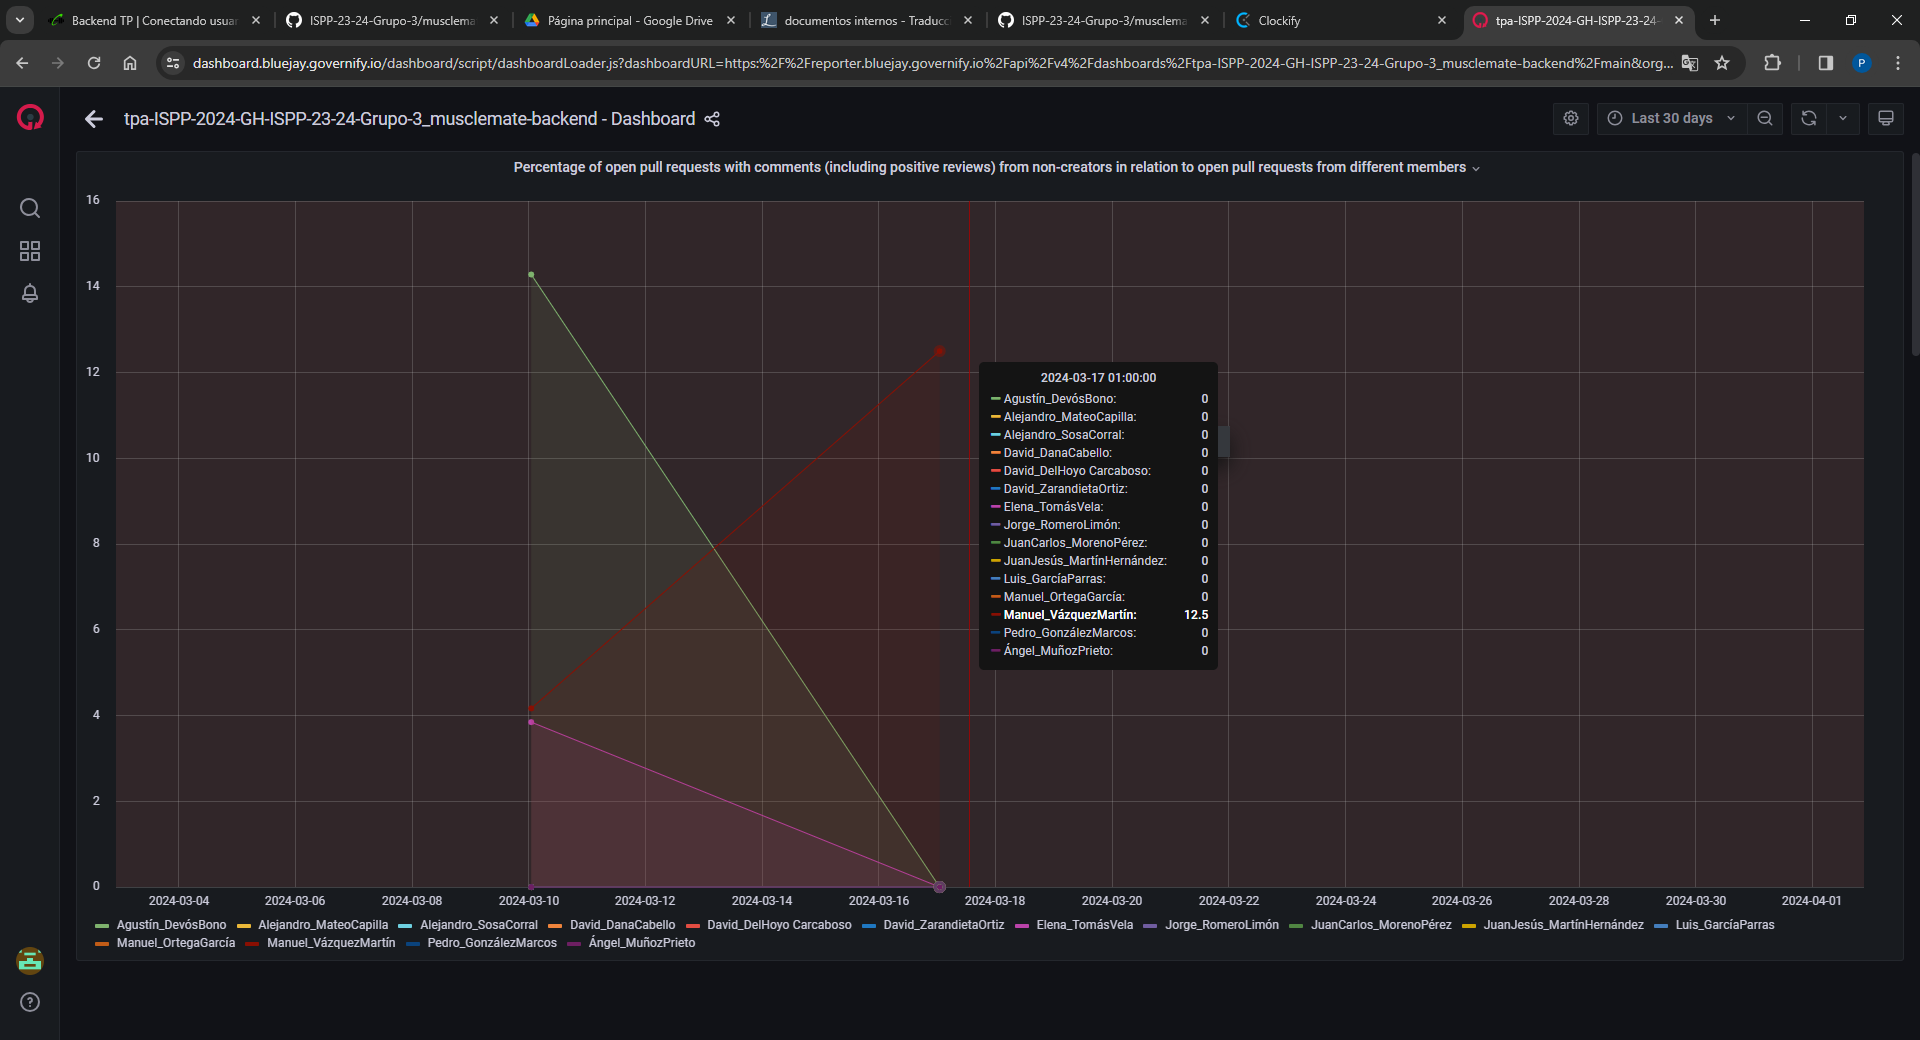 Backend TP | Conectando usuar
ISPP-23-24-Grupo-3/musclema
Página principal - Google Drive
documentos internos - Traducc
ISPP-23-24-Grupo-3/musclema
Clockify
tpa-ISPP-2024-GH-ISPP-23-24-
dashboard.bluejay.governify.io/dashboard/script/dashboardLoader.js?dashboardURL=https:%2F%2Freporter.bluejay.governify.io%2Fapi%2Fv4%2Fdashboards%2Ftpa-ISPP-2024-GH-ISPP-23-24-Grupo-3_musclemate-backend%2Fmain&org...
P
tpa-ISPP-2024-GH-ISPP-23-24-Grupo-3_musclemate-backend - Dashboard
Last 30 days
Percentage of open pull requests with comments (including positive reviews) from non-creators in relation to open pull requests from different members
16
14
12
10
8
6
4
2
0
2024-03-17 01:00:00
Agustín_DevósBono: 0
Alejandro_MateoCapilla: 0
Alejandro_SosaCorral: 0
David_DanaCabello: 0
David_DelHoyo Carcaboso: 0
David_ZarandietaOrtiz: 0
Elena_TomásVela: 0
Jorge_RomeroLimón: 0
JuanCarlos_MorenoPérez: 0
JuanJesús_MartínHernández: 0
Luis_GarcíaParras: 0
Manuel_OrtegaGarcía: 0
Manuel_VázquezMartín: 12.5
Pedro_GonzálezMarcos: 0
Ángel_MuñozPrieto: 0
2024-03-04 2024-03-06 2024-03-08 2024-03-10 2024-03-12 2024-03-14 2024-03-16 2024-03-18 2024-03-20 2024-03-22 2024-03-24 2024-03-26 2024-03-28 2024-03-30 2024-04-01
Agustín_DevósBono Alejandro_MateoCapilla Alejandro_SosaCorral David_DanaCabello David_DelHoyo Carcaboso David_ZarandietaOrtiz Elena_TomásVela Jorge_RomeroLimón JuanCarlos_MorenoPérez JuanJesús_MartínHernández Luis_GarcíaParras
Manuel_OrtegaGarcía Manuel_VázquezMartín Pedro_GonzálezMarcos Ángel_MuñozPrieto